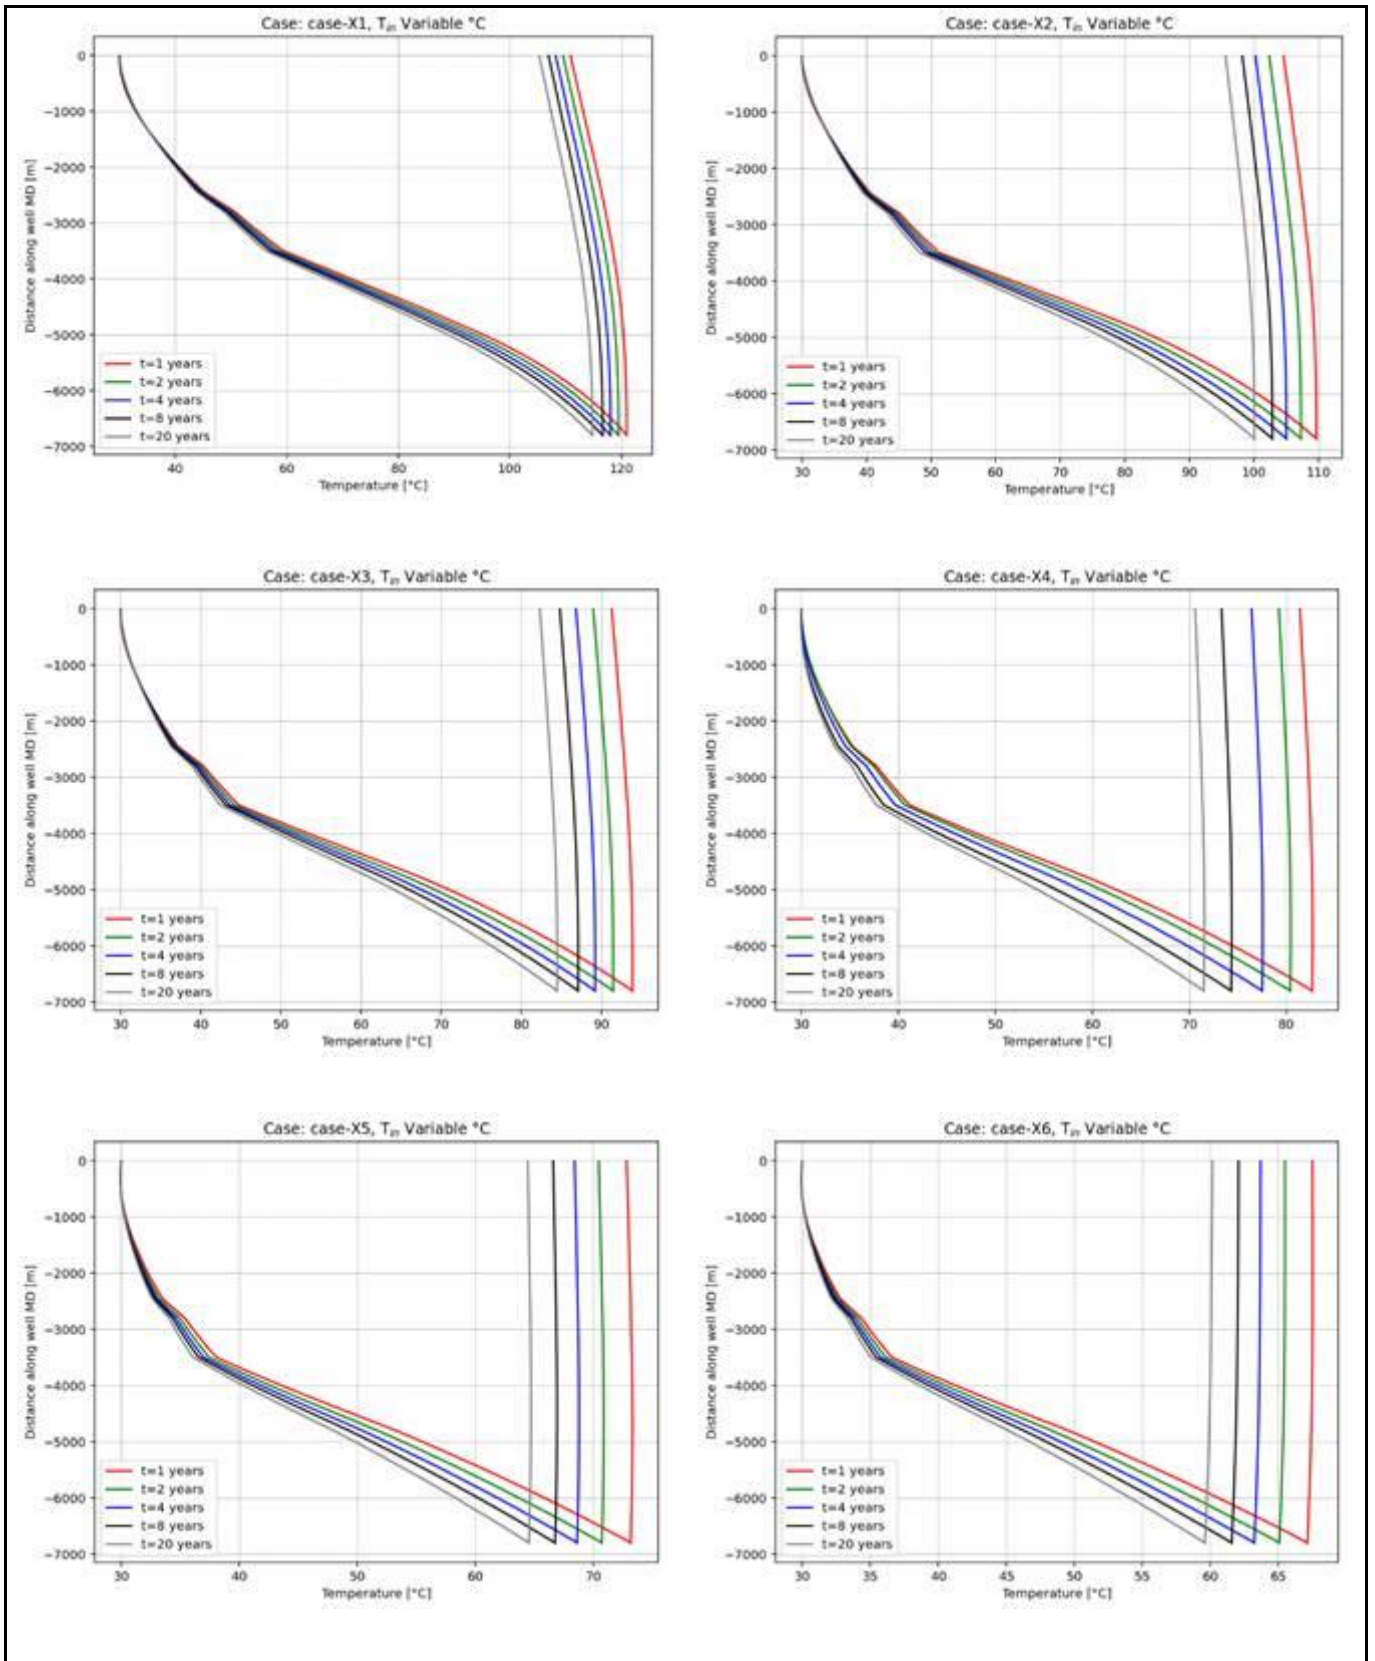 Case: case-X1, Tin Variable °C
0
−1000
−2000
−3000
−4000
−5000
−6000
−7000
Distance along well MD [m]
t=1 years
t=2 years
t=4 years
t=8 years
t=20 years
40 60 80 100 120
Temperature [°C]
Case: case-X2, Tin Variable °C
0
−1000
−2000
−3000
−4000
−5000
−6000
−7000
Distance along well MD [m]
t=1 years
t=2 years
t=4 years
t=8 years
t=20 years
30 40 50 60 70 80 90 100 110
Temperature [°C]
Case: case-X3, Tin Variable °C
0
−1000
−2000
−3000
−4000
−5000
−6000
−7000
Distance along well MD [m]
t=1 years
t=2 years
t=4 years
t=8 years
t=20 years
30 40 50 60 70 80 90
Temperature [°C]
Case: case-X4, Tin Variable °C
0
−1000
−2000
−3000
−4000
−5000
−6000
−7000
Distance along well MD [m]
t=1 years
t=2 years
t=4 years
t=8 years
t=20 years
30 40 50 60 70 80
Temperature [°C]
Case: case-X5, Tin Variable °C
0
−1000
−2000
−3000
−4000
−5000
−6000
−7000
Distance along well MD [m]
t=1 years
t=2 years
t=4 years
t=8 years
t=20 years
30 40 50 60 70
Temperature [°C]
Case: case-X6, Tin Variable °C
0
−1000
−2000
−3000
−4000
−5000
−6000
−7000
Distance along well MD [m]
t=1 years
t=2 years
t=4 years
t=8 years
t=20 years
30 35 40 45 50 55 60 65
Temperature [°C]